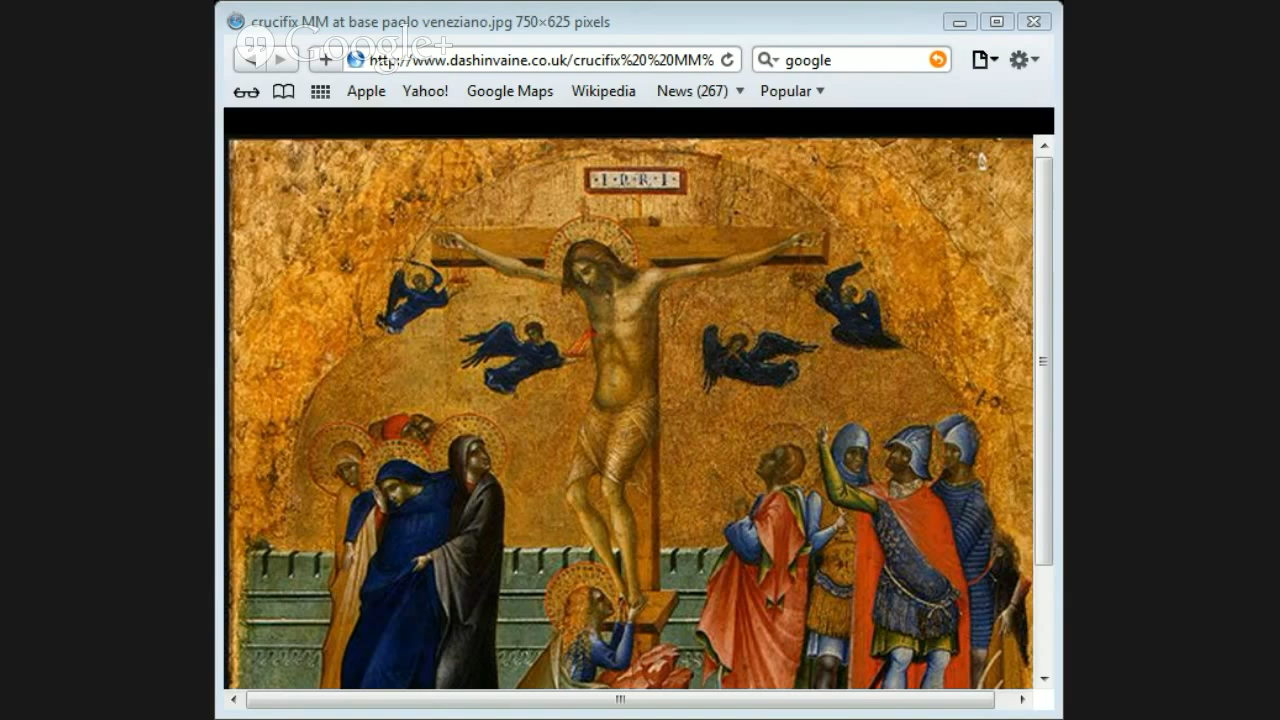 crucifix MM at base paolo veneziano.jpg 750×625 pixels
Google+
http://www.dashinvaine.co.uk/crucifix%20%20MM%
google
Apple Yahoo! Google Maps Wikipedia News (267) Popular
· I · N · R · I ·